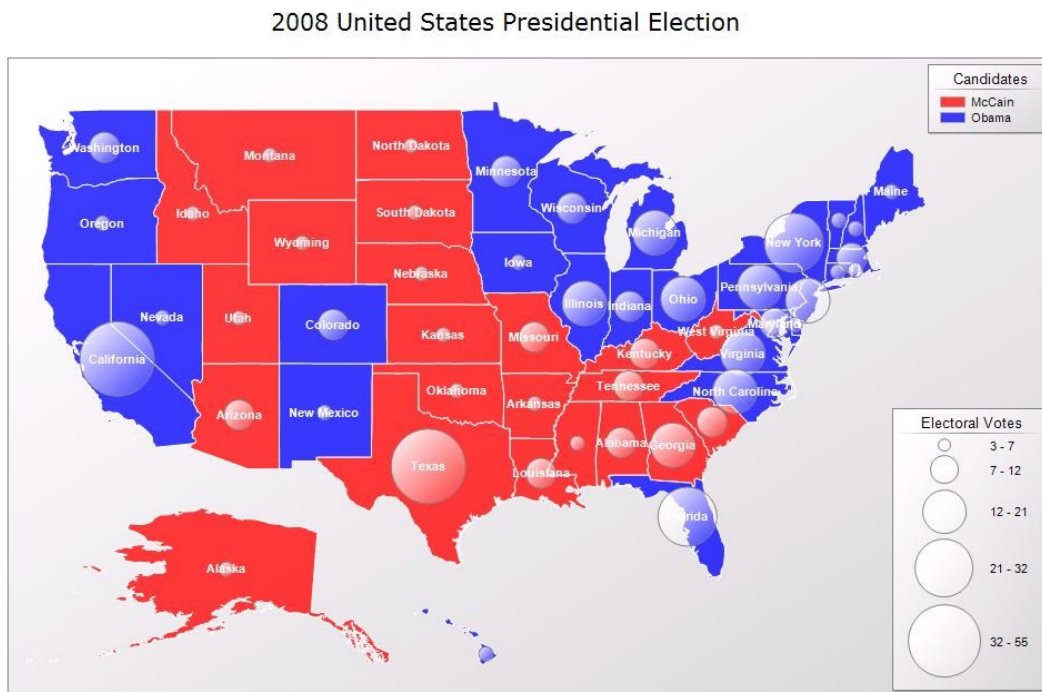 2008 United States Presidential Election
Candidates
McCain
Obama
Washington
Montana
North Dakota
Minnesota
Maine
Oregon
Idaho
South Dakota
Wisconsin
Michigan
New York
Wyoming
Nebraska
Iowa
Pennsylvania
Nevada
Utah
Colorado
Illinois
Indiana
Ohio
Maryland
California
Kansas
Missouri
West Virginia
Kentucky
Virginia
Arizona
New Mexico
Oklahoma
Arkansas
Tennessee
North Carolina
Texas
Louisiana
Alabama
Georgia
Florida
Alaska
Electoral Votes
3 - 7
7 - 12
12 - 21
21 - 32
32 - 55